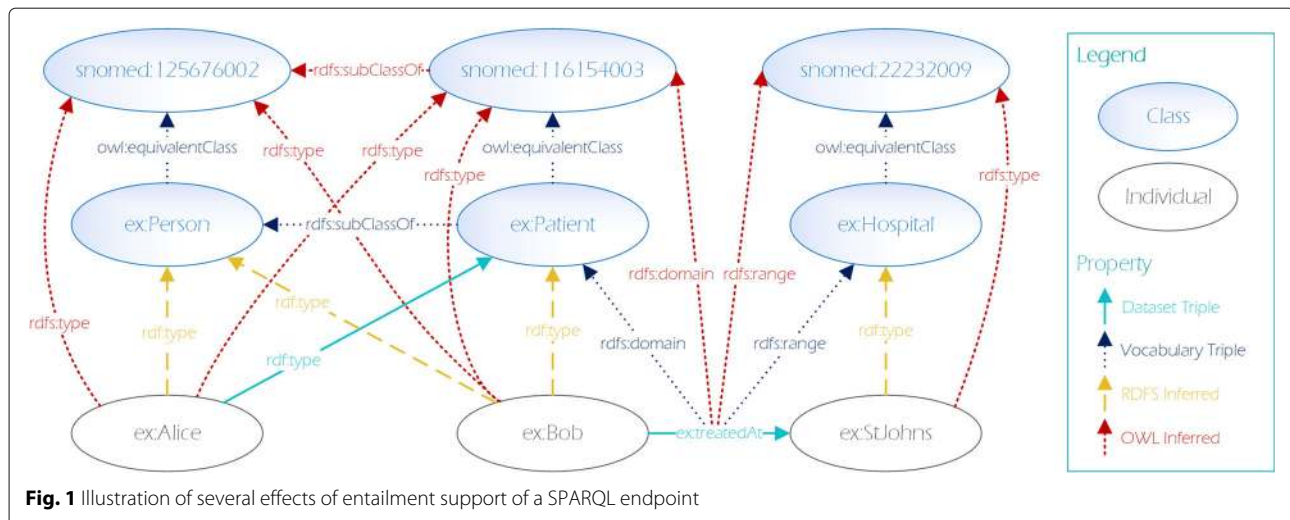 snomed:125676002
rdfs:subClassOf
snomed:116154003
snomed:22232009
owl:equivalentClass
rdfs:type
rdfs:type
owl:equivalentClass
rdfs:type
owl:equivalentClass
rdfs:type
ex:Person
rdfs:subClassOf
ex:Patient
ex:Hospital
rdfs:domain
rdfs:range
rdfs:type
rdf:type
rdf:type
rdf:type
rdf:type
rdfs:domain
rdfs:range
rdf:type
ex:Alice
ex:Bob
ex:treatedAt
ex:StJohns
Legend
Class
Individual
Property
Dataset Triple
Vocabulary Triple
RDFS Inferred
OWL Inferred
Fig. 1 Illustration of several effects of entailment support of a SPARQL endpoint